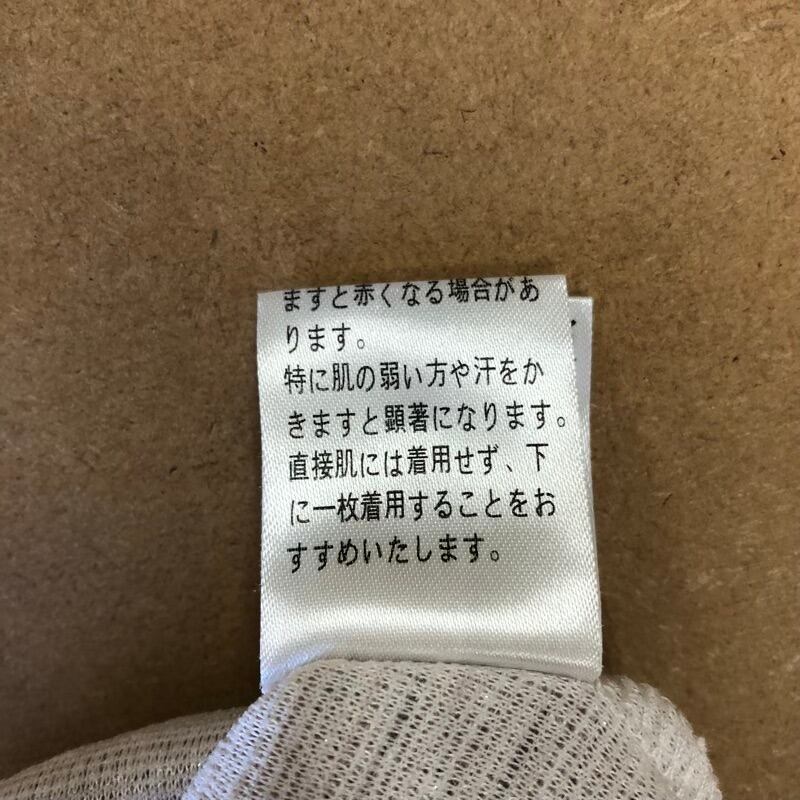 ますと赤くなる場合があ
ります。
特に肌の弱い方や汗をか
きますと顕著になります。
直接肌には着用せず、下
に一枚着用することをお
すすめいたします。